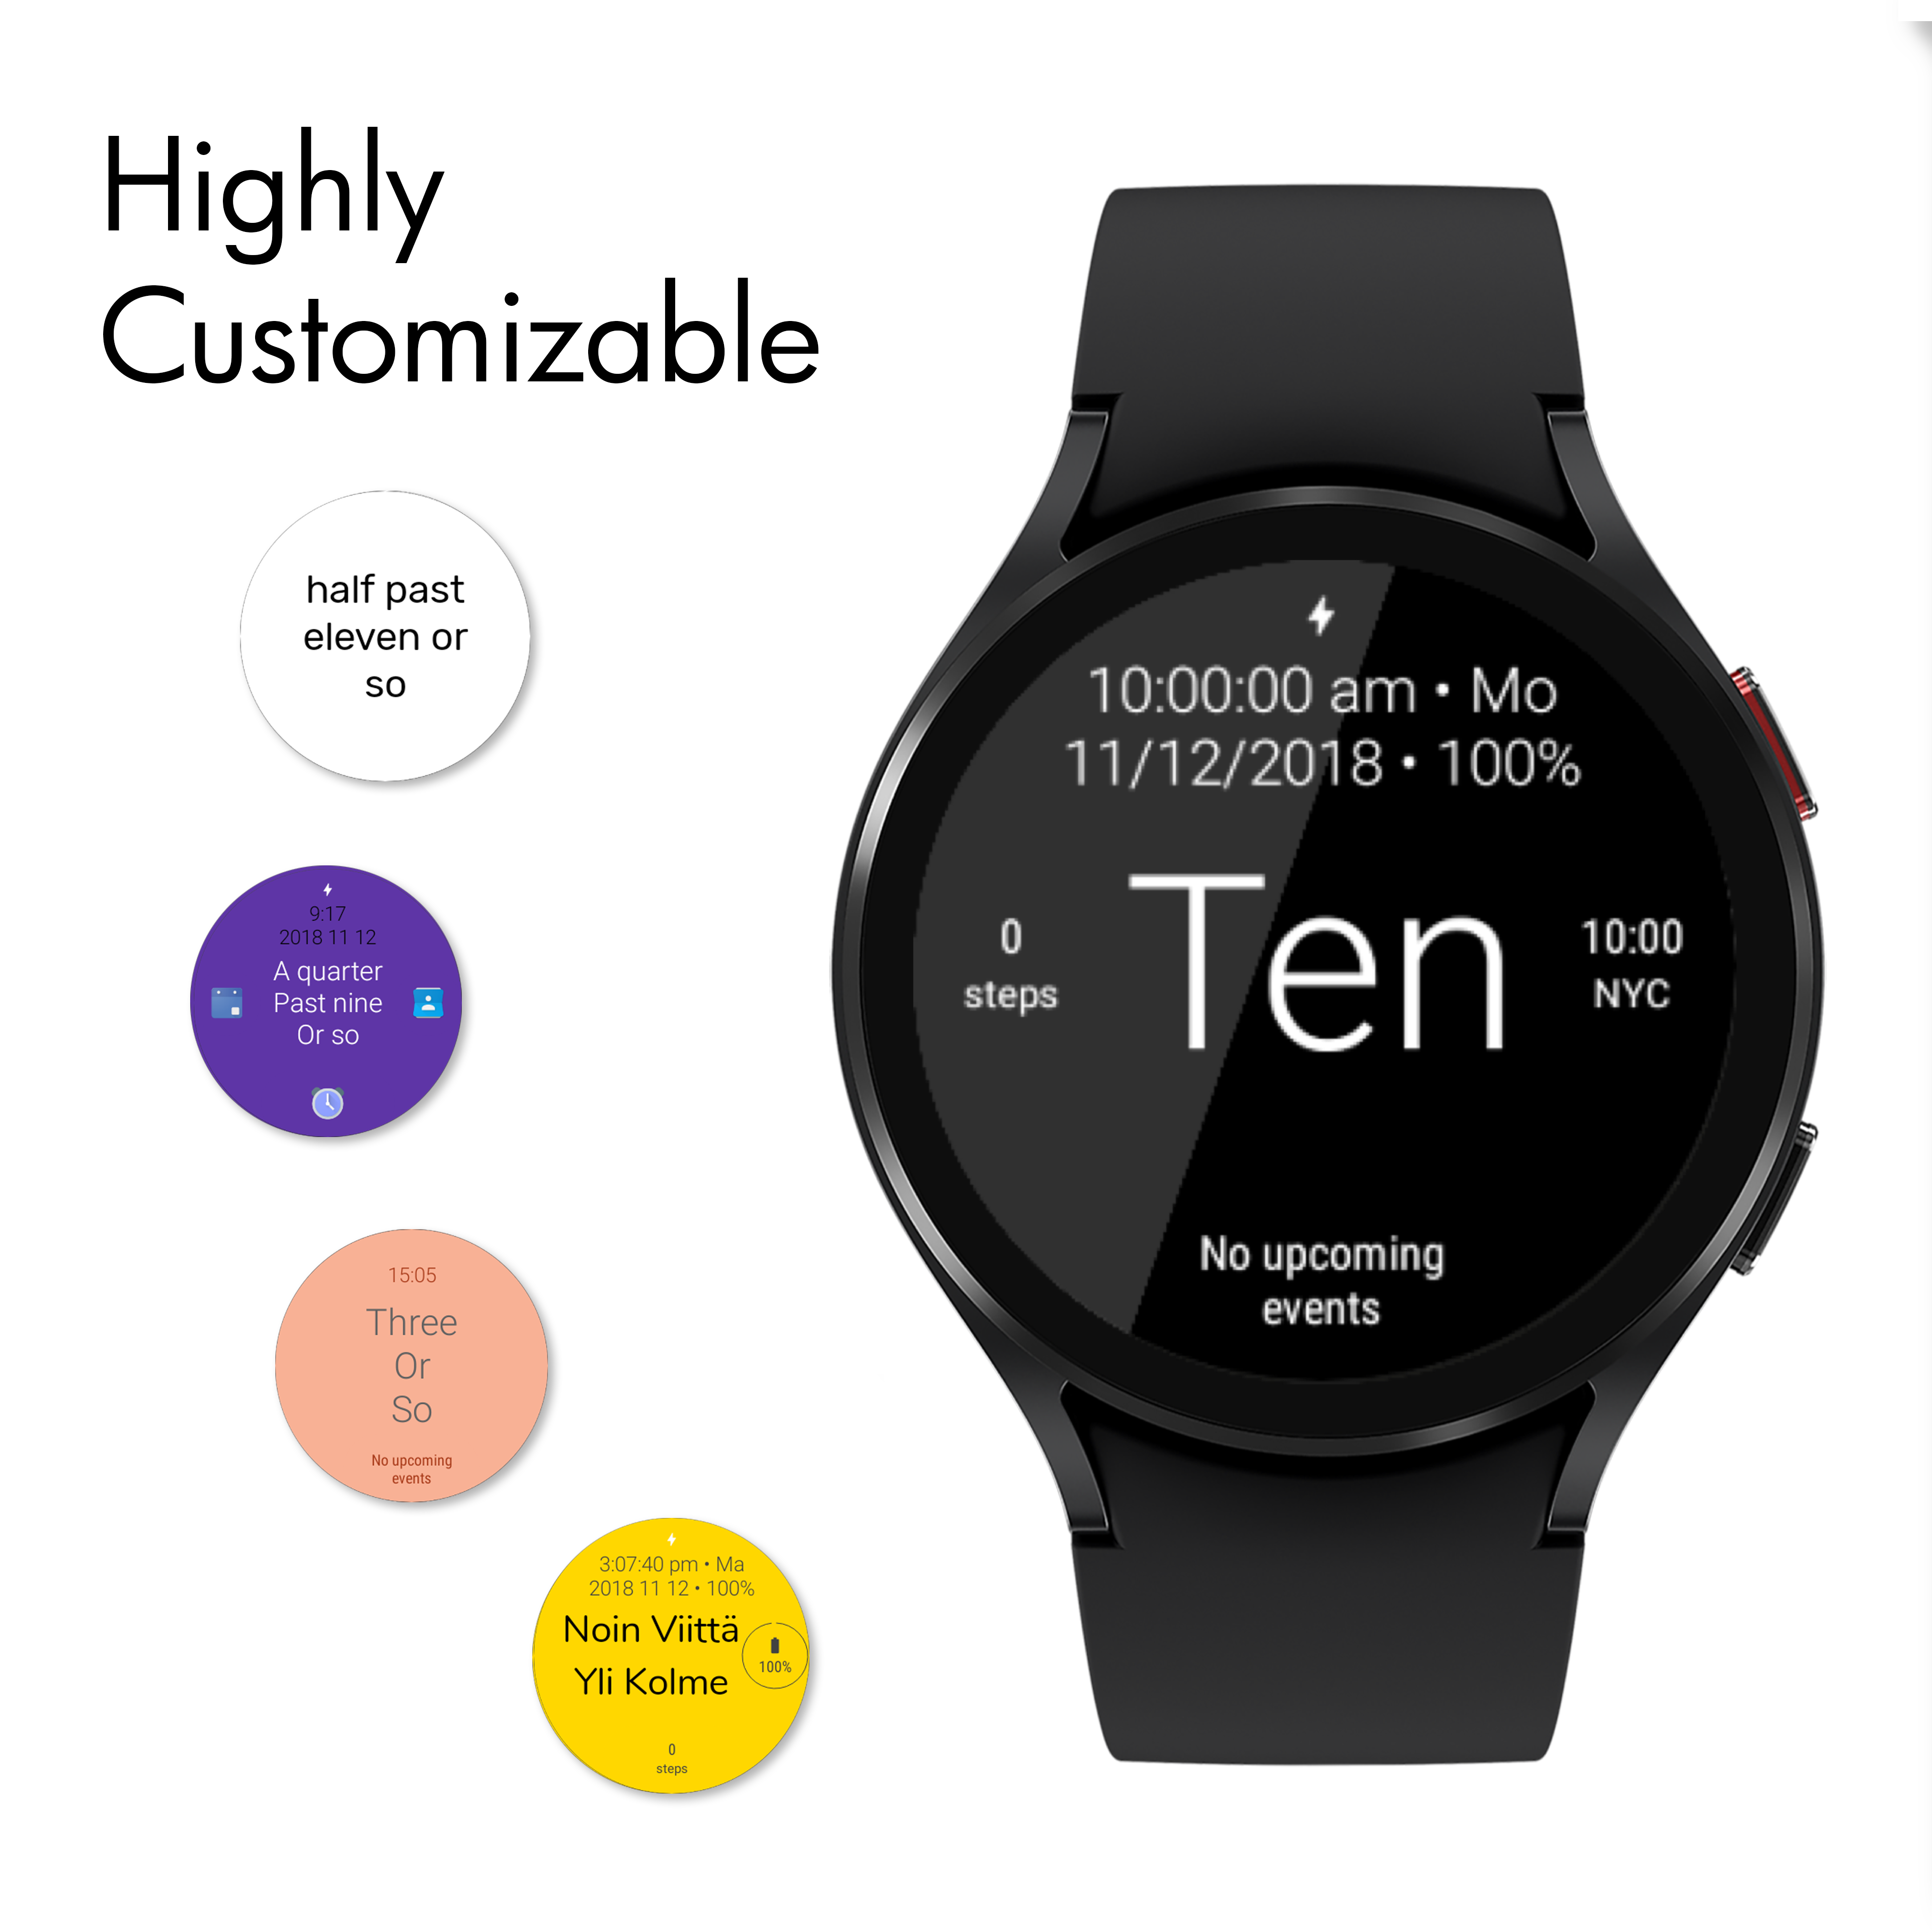 Highly
Customizable
half past
eleven or
so
9:17
2018 11 12
A quarter
Past nine
Or so
15:05
Three
Or
So
No upcoming
events
3:07:40 pm • Ma
2018 11 12 • 100%
Noin Viittä
Yli Kolme
100%
0
steps
10:00:00 am • Mo
11/12/2018 • 100%
Ten
0
steps
10:00
NYC
No upcoming
events